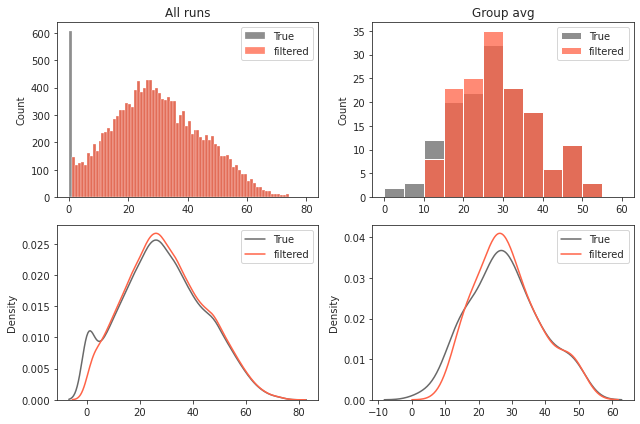 All runs
True
filtered
Count
600
500
400
300
200
100
0
0 20 40 60 80
Group avg
True
filtered
Count
35
30
25
20
15
10
5
0
0 10 20 30 40 50 60
True
filtered
Density
0.025
0.020
0.015
0.010
0.005
0.000
0 20 40 60 80
True
filtered
Density
0.04
0.03
0.02
0.01
0.00
−10 0 10 20 30 40 50 60